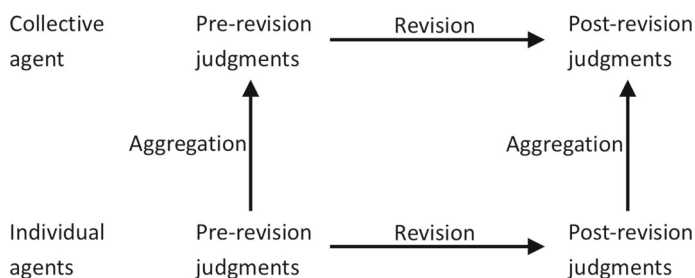 Collective Pre-revision Revision Post-revision
agent judgments judgments
Aggregation Aggregation
Individual Pre-revision Revision Post-revision
agents judgments judgments